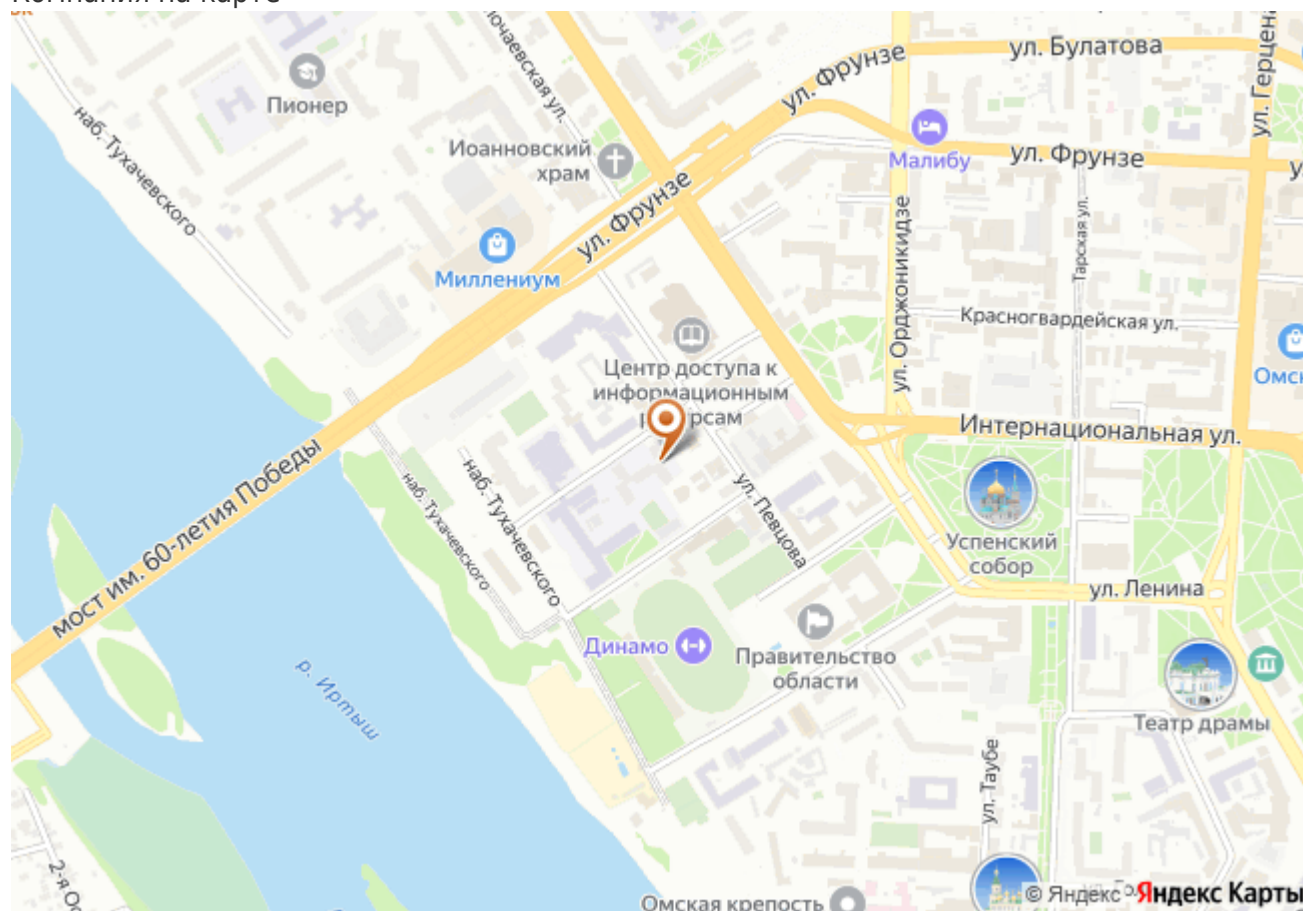 ул. Булатова
ул. Фрунзе
ул. Герцена
Пионер
наб. Тухачевского
Иоанновский
храм
Малибу
ул. Фрунзе
ул. Фрунзе
Миллениум
ул. Орджоникидзе
Тарская ул.
Красногвардейская ул.
Центр доступа к
информационным
Интернациональная ул.
мост им. 60-летия Победы
наб. Тухачевского
наб. Тухачевского
ул. Певцова
Успенский
собор
ул. Ленина
Динамо
Правительство
области
р. Иртыш
Театр драмы
ул. Таубе
Омская крепость
© Яндекс
Яндекс Карты